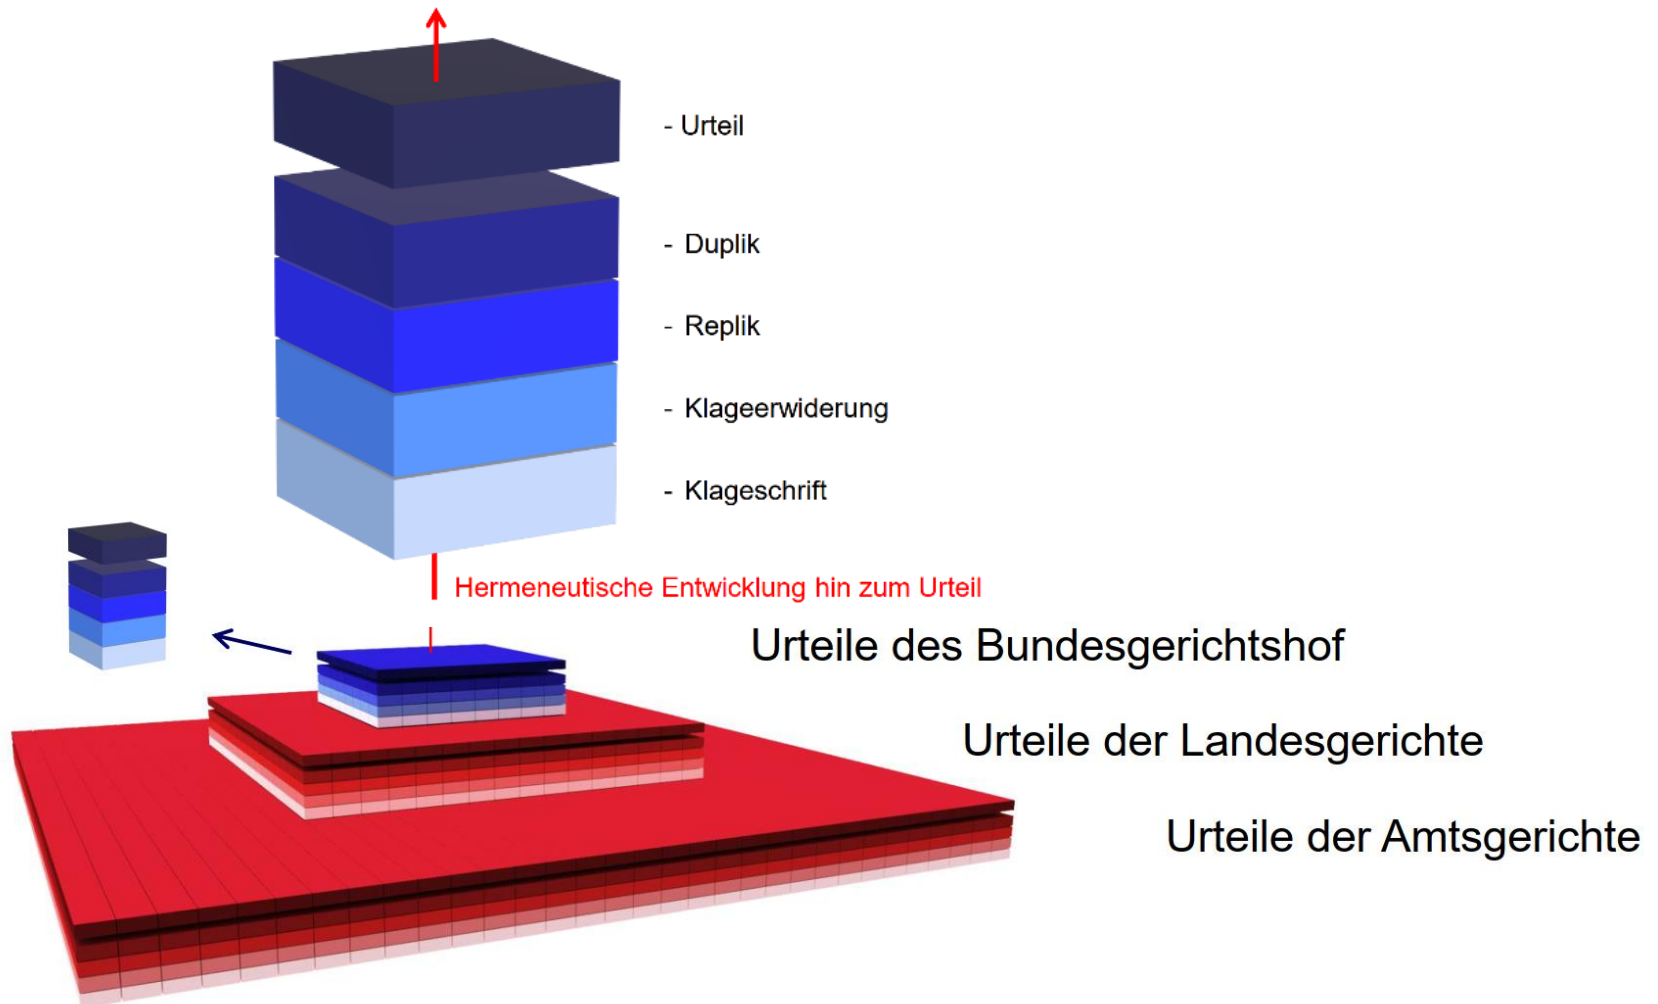 - Urteil
- Duplik
- Replik
- Klageerwiderung
- Klageschrift
Hermeneutische Entwicklung hin zum Urteil
Urteile des Bundesgerichtshof
Urteile der Landesgerichte
Urteile der Amtsgerichte